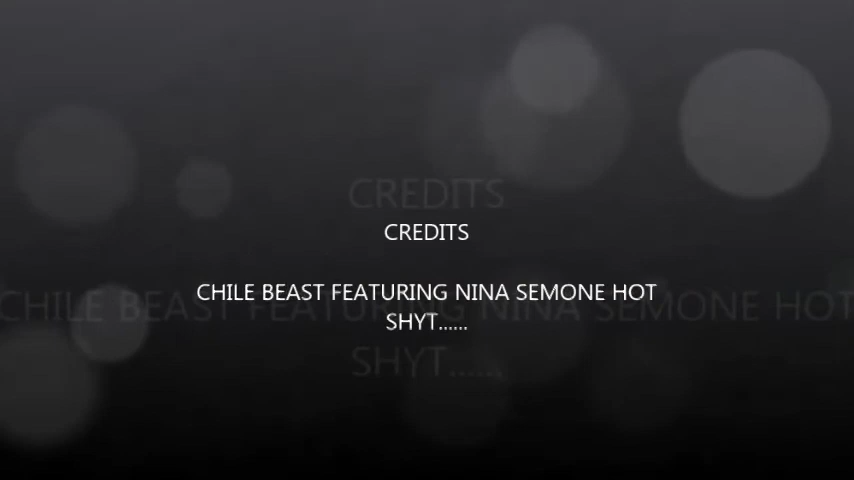 CREDITS
CHILE BEAST FEATURING NINA SEMONE HOT
SHYT......